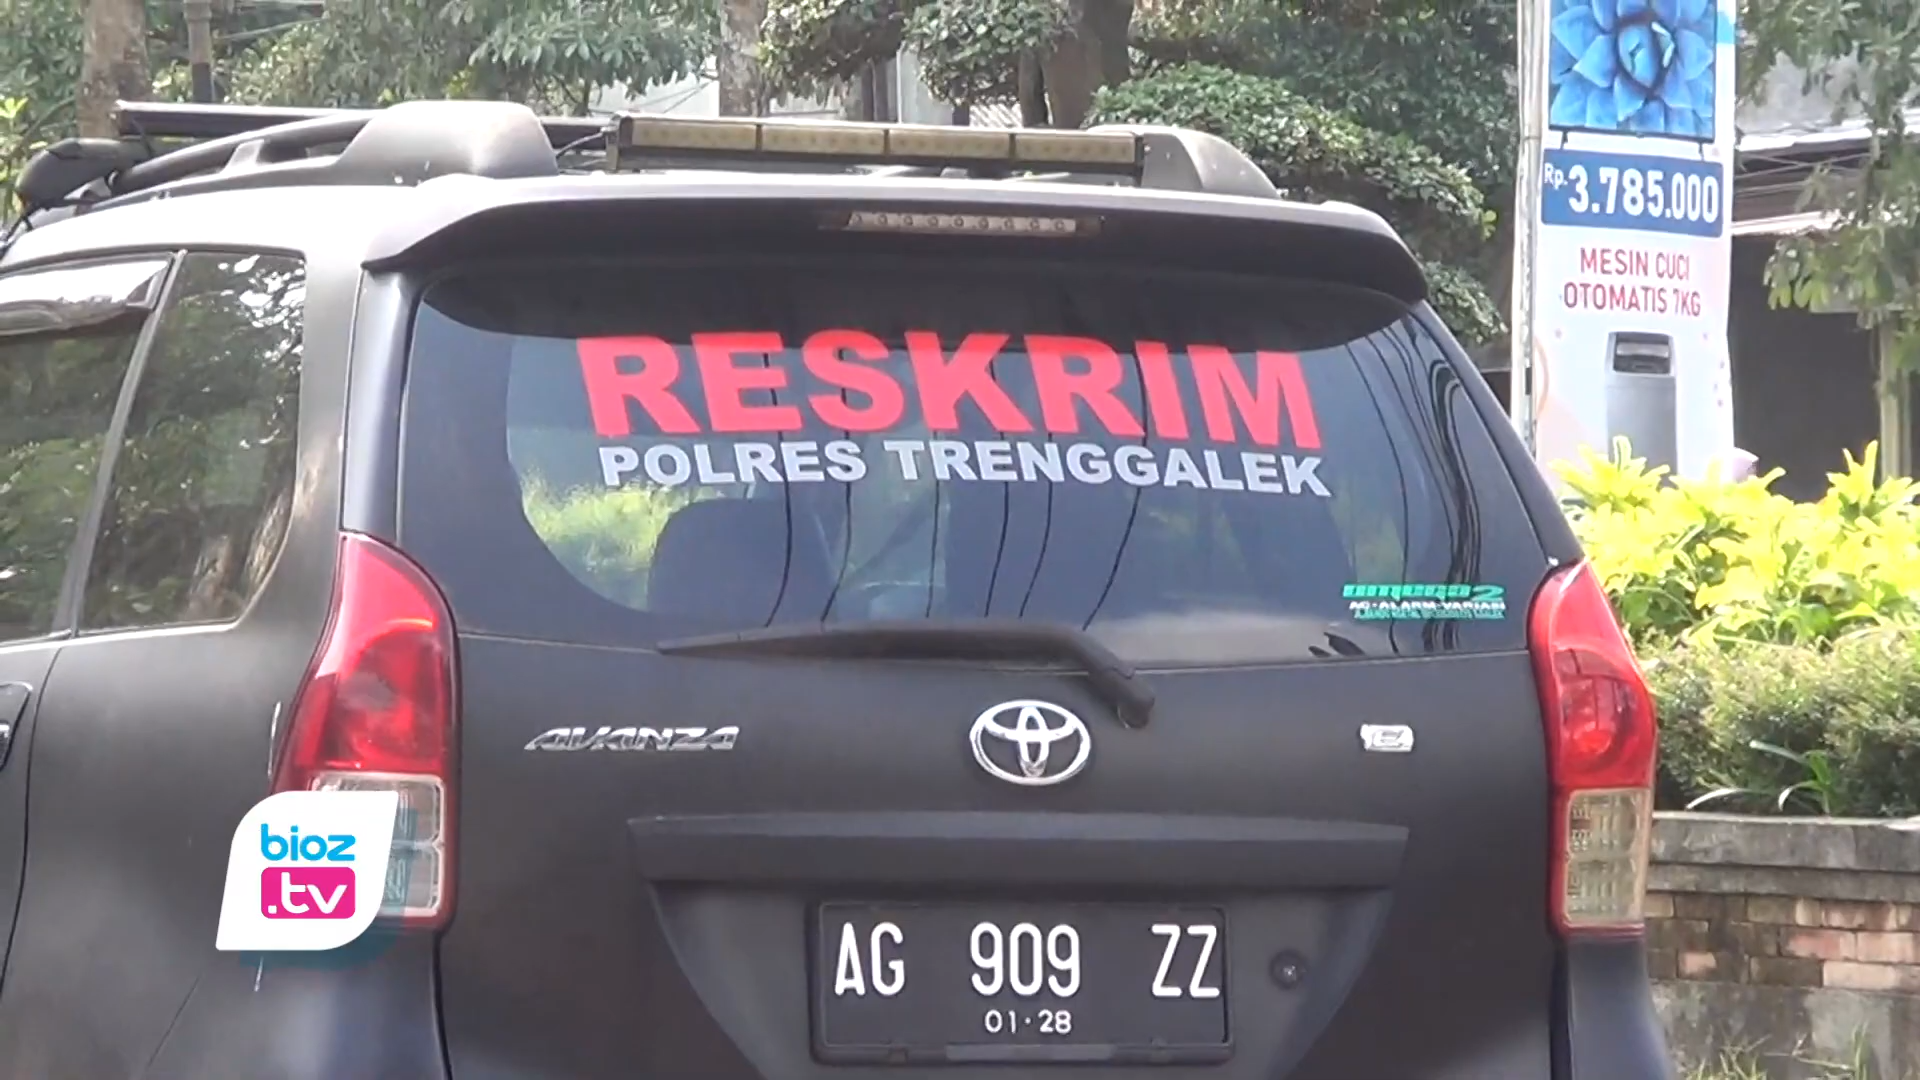 Rp.3.785.000
MESIN CUCI
OTOMATIS 7KG
RESKRIM
POLRES TRENGGALEK
AVANZA
bioz
.tv
AG 909 ZZ
01·28